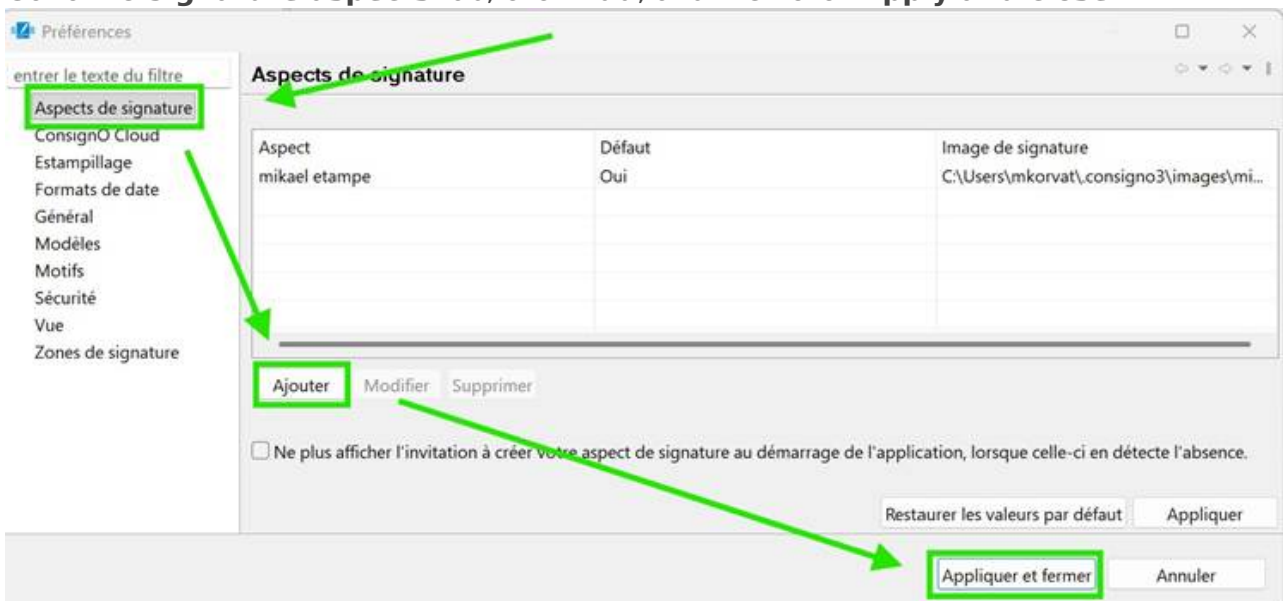 Préférences
entrer le texte du filtre
Aspects de signature
Aspects de signature
ConsignO Cloud
Estampillage
Formats de date
Général
Modèles
Motifs
Sécurité
Vue
Zones de signature
Aspect Défaut Image de signature
mikael etampe Oui C:\Users\mkorvat\.consigno3\images\mi...
Ajouter Modifier Supprimer
Ne plus afficher l'invitation à créer votre aspect de signature au démarrage de l'application, lorsque celle-ci en détecte l'absence.
Restaurer les valeurs par défaut Appliquer
Appliquer et fermer Annuler